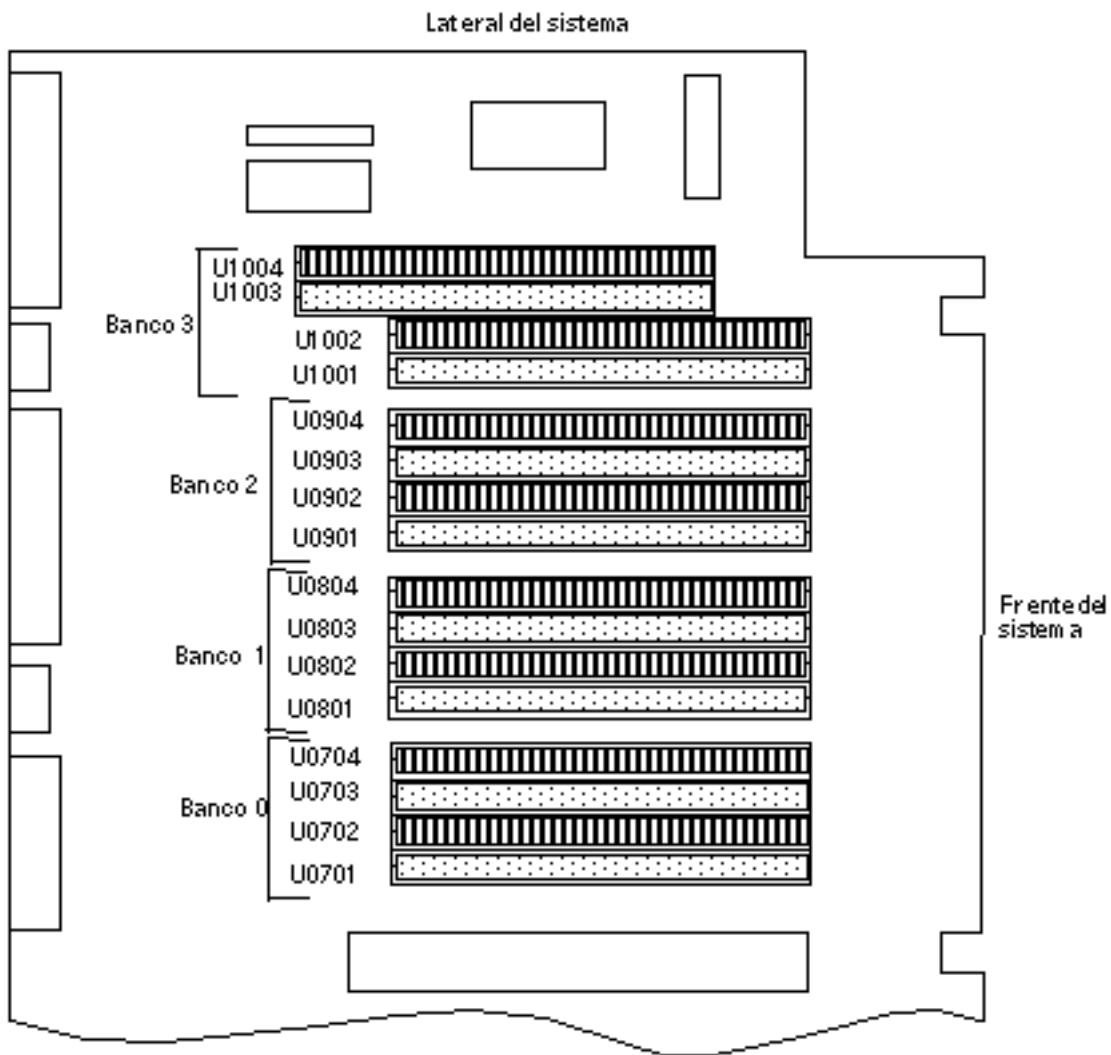 Lateral del sistema
U1004
U1003
Banco 3
U1002
U1001
U0904
U0903
Banco 2
U0902
U0901
U0804
U0803
Banco 1
U0802
U0801
U0704
U0703
Banco 0
U0702
U0701
Frente del
sistema